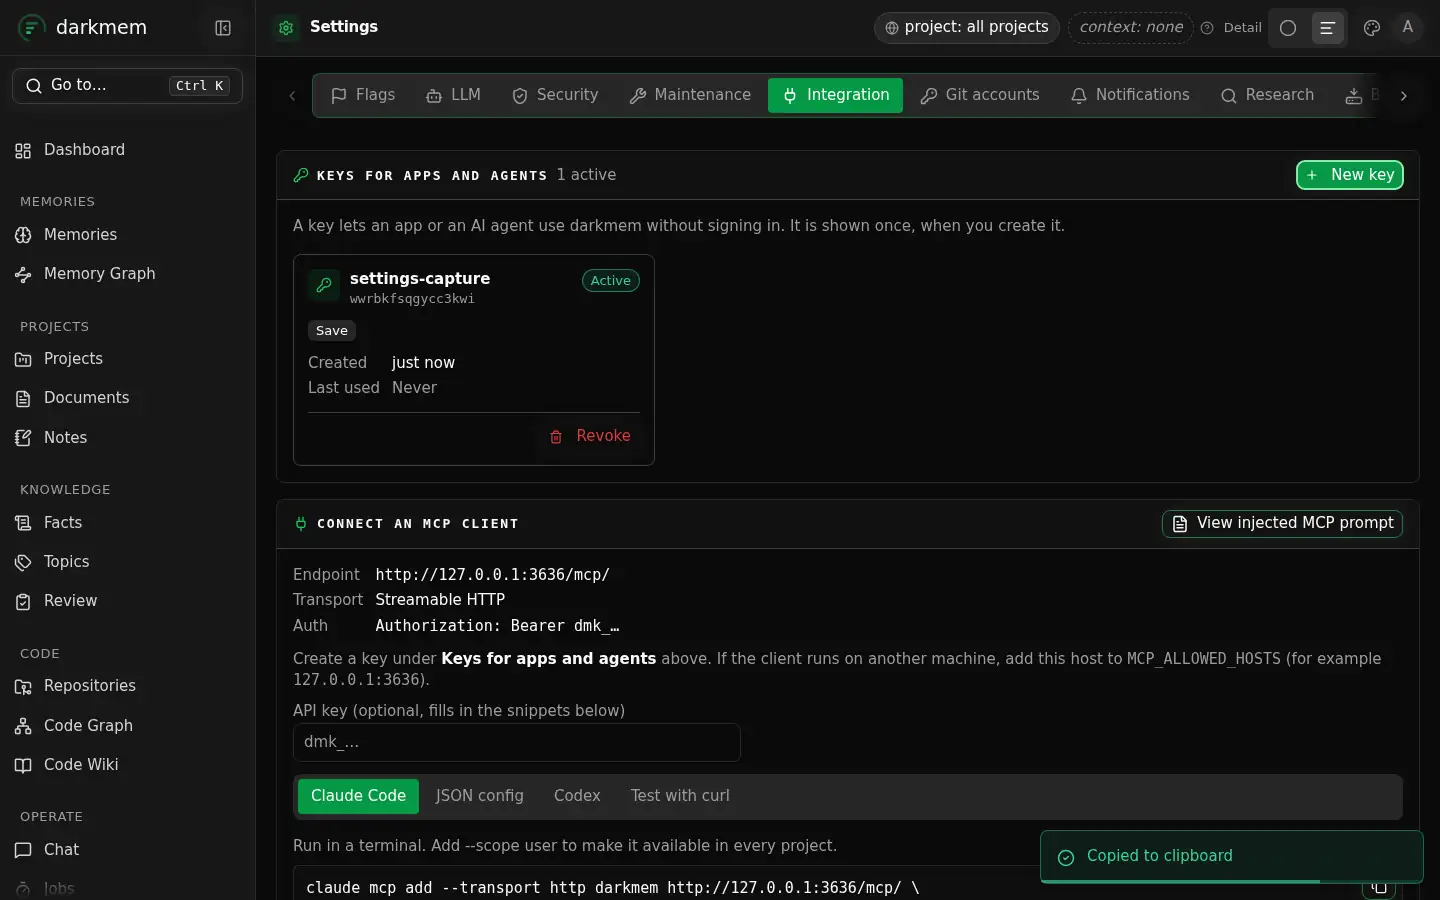 darkmem
Settings
project: all projects
context: none
Detail
A
Go to...
Ctrl K
Flags
LLM
Security
Maintenance
Integration
Git accounts
Notifications
Research
Dashboard
MEMORIES
Memories
Memory Graph
PROJECTS
Projects
Documents
Notes
KNOWLEDGE
Facts
Topics
Review
CODE
Repositories
Code Graph
Code Wiki
OPERATE
Chat
Jobs
KEYS FOR APPS AND AGENTS 1 active
New key
A key lets an app or an AI agent use darkmem without signing in. It is shown once, when you create it.
settings-capture
Active
wwrbkfsqgycc3kwi
Save
Created just now
Last used Never
Revoke
CONNECT AN MCP CLIENT
View injected MCP prompt
Endpoint http://127.0.0.1:3636/mcp/
Transport Streamable HTTP
Auth Authorization: Bearer dmk_…
Create a key under Keys for apps and agents above. If the client runs on another machine, add this host to MCP_ALLOWED_HOSTS (for example
127.0.0.1:3636).
API key (optional, fills in the snippets below)
dmk_...
Claude Code
JSON config
Codex
Test with curl
Run in a terminal. Add --scope user to make it available in every project.
claude mcp add --transport http darkmem http://127.0.0.1:3636/mcp/ \
Copied to clipboard